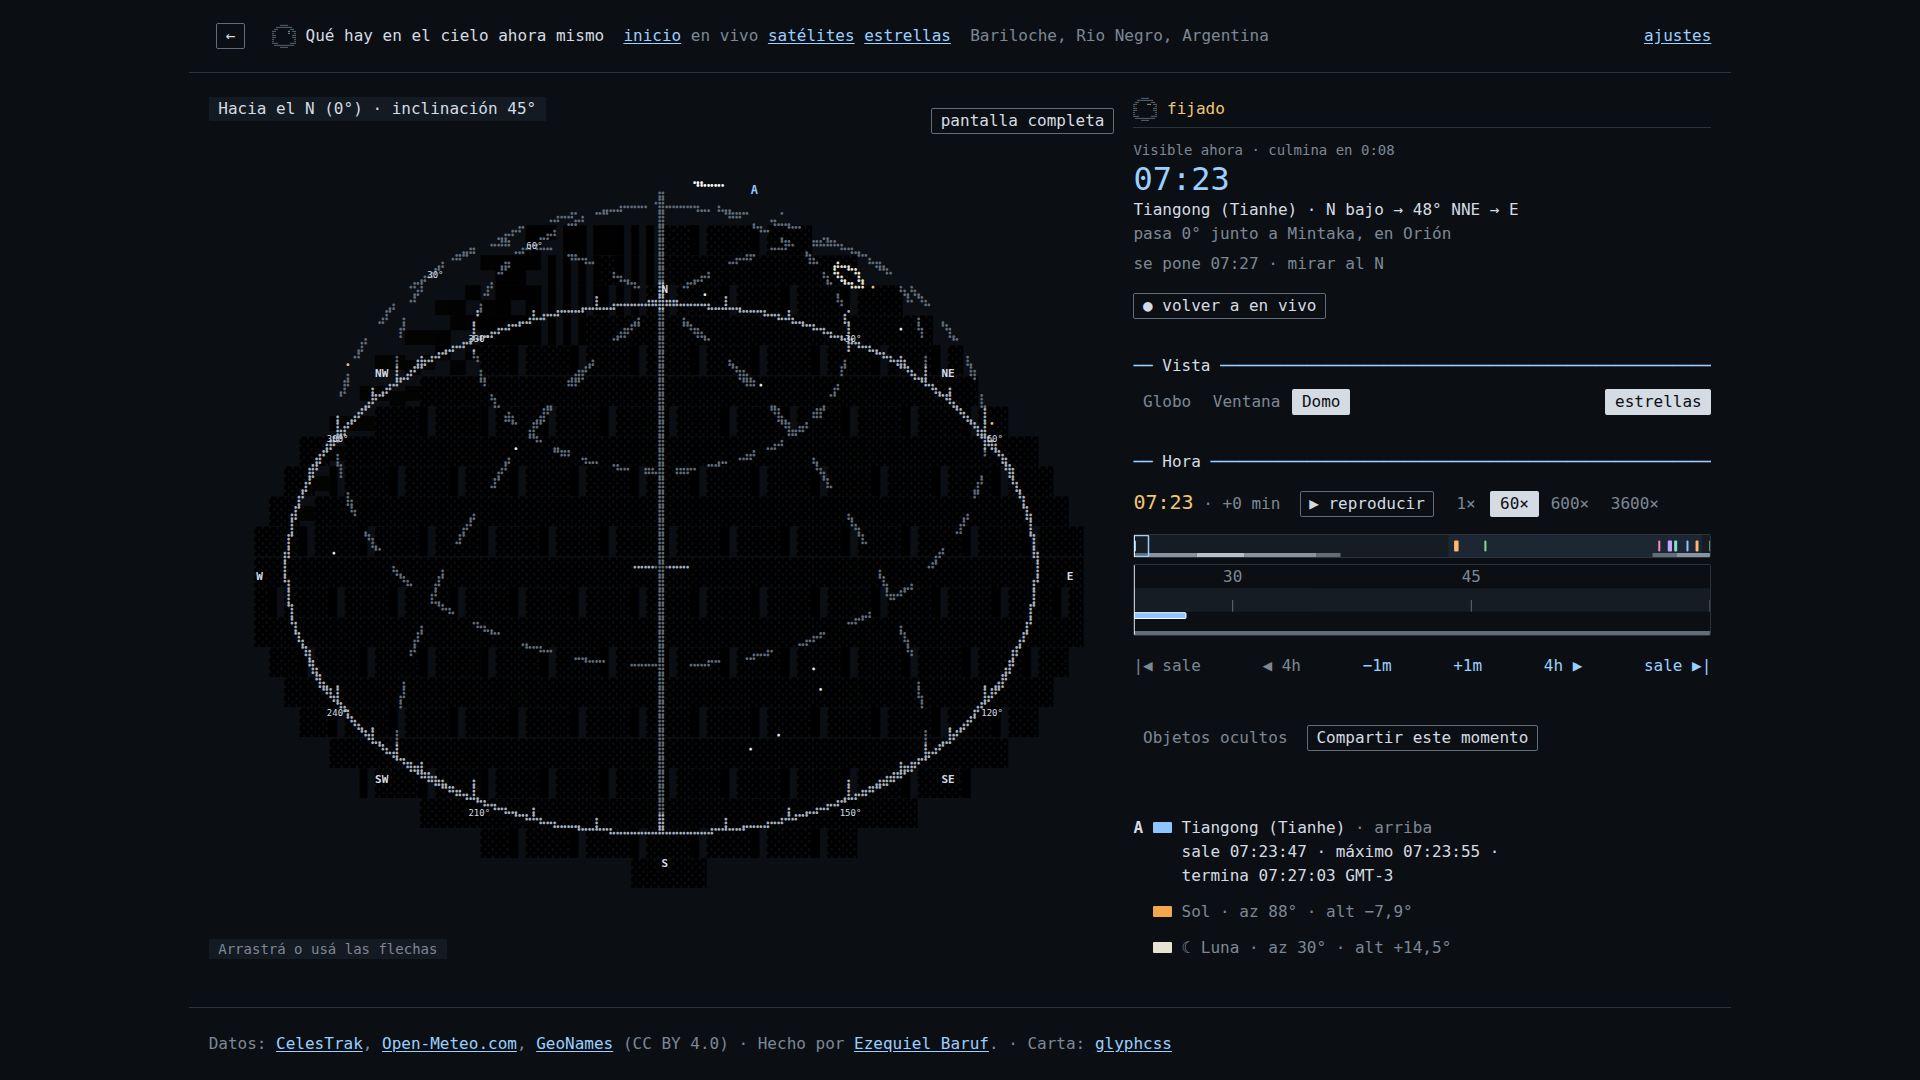 ← Qué hay en el cielo ahora mismo inicio en vivo satélites estrellas Bariloche, Rio Negro, Argentina ajustes
Hacia el N (0°) · inclinación 45°
pantalla completa
A
60°
30°
N
330°
30°
NW
NE
300°
60°
W
E
240°
120°
SW
SE
210°
150°
S
Arrastrá o usá las flechas
fijado
Visible ahora · culmina en 0:08
07:23
Tiangong (Tianhe) · N bajo → 48° NNE → E
pasa 0° junto a Mintaka, en Orión
se pone 07:27 · mirar al N
● volver a en vivo
Vista
Globo Ventana Domo estrellas
Hora
07:23 · +0 min ▶ reproducir 1× 60× 600× 3600×
30 45
|◀ sale ◀ 4h −1m +1m 4h ▶ sale ▶|
Objetos ocultos Compartir este momento
A Tiangong (Tianhe) · arriba
sale 07:23:47 · máximo 07:23:55 ·
termina 07:27:03 GMT-3
Sol · az 88° · alt −7,9°
☾ Luna · az 30° · alt +14,5°
Datos: CelesTrak, Open-Meteo.com, GeoNames (CC BY 4.0) · Hecho por Ezequiel Baruf. · Carta: glyphcss